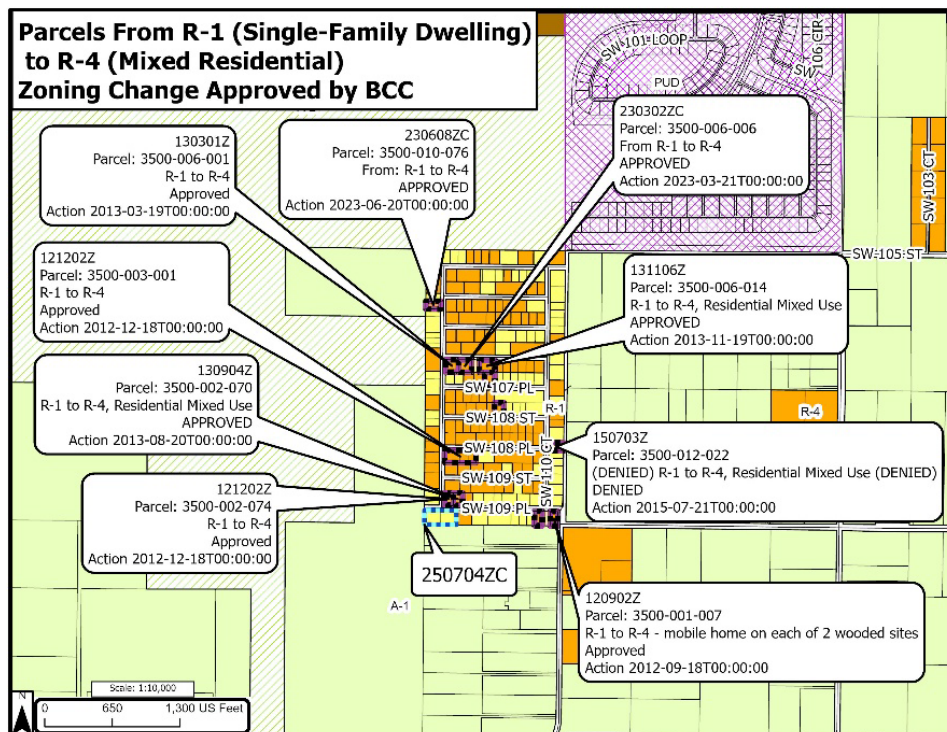 Parcels From R-1 (Single-Family Dwelling)
to R-4 (Mixed Residential)
Zoning Change Approved by BCC
SW 101 LOOP
SW 106 CIR
PUD
SW 103 CT
SW 105 ST
130301Z
Parcel: 3500-006-001
R-1 to R-4
Approved
Action 2013-03-19T00:00:00
230608ZC
Parcel: 3500-010-076
From: R-1 to R-4
APPROVED
Action 2023-06-20T00:00:00
230302ZC
Parcel: 3500-006-006
From R-1 to R-4
APPROVED
Action 2023-03-21T00:00:00
121202Z
Parcel: 3500-003-001
R-1 to R-4
Approved
Action 2012-12-18T00:00:00
131106Z
Parcel: 3500-006-014
R-1 to R-4, Residential Mixed Use
APPROVED
Action 2013-11-19T00:00:00
130904Z
Parcel: 3500-002-070
R-1 to R-4, Residential Mixed Use
APPROVED
Action 2013-08-20T00:00:00
SW 107 PL
SW 108 ST
SW 108 PL
SW 109 ST
SW 109 PL
SW 110 CT
R-1
R-4
150703Z
Parcel: 3500-012-022
(DENIED) R-1 to R-4, Residential Mixed Use (DENIED)
DENIED
Action 2015-07-21T00:00:00
121202Z
Parcel: 3500-002-074
R-1 to R-4
Approved
Action 2012-12-18T00:00:00
250704ZC
A-1
120902Z
Parcel: 3500-001-007
R-1 to R-4 - mobile home on each of 2 wooded sites
Approved
Action 2012-09-18T00:00:00
Scale: 1:10,000
N
0 650 1,300 US Feet